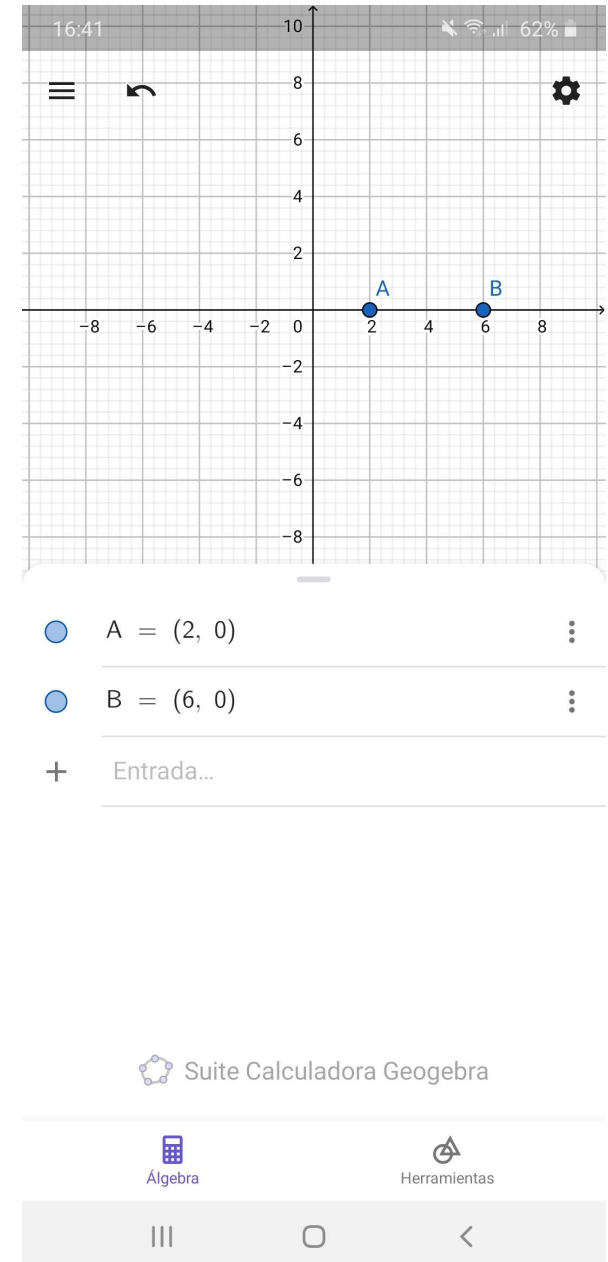 16:41
62%
10
8
6
4
2
A B
−8 −6 −4 −2 0 2 4 6 8
−2
−4
−6
−8
A = (2, 0)
B = (6, 0)
+ Entrada...
Suite Calculadora Geogebra
Álgebra
Herramientas